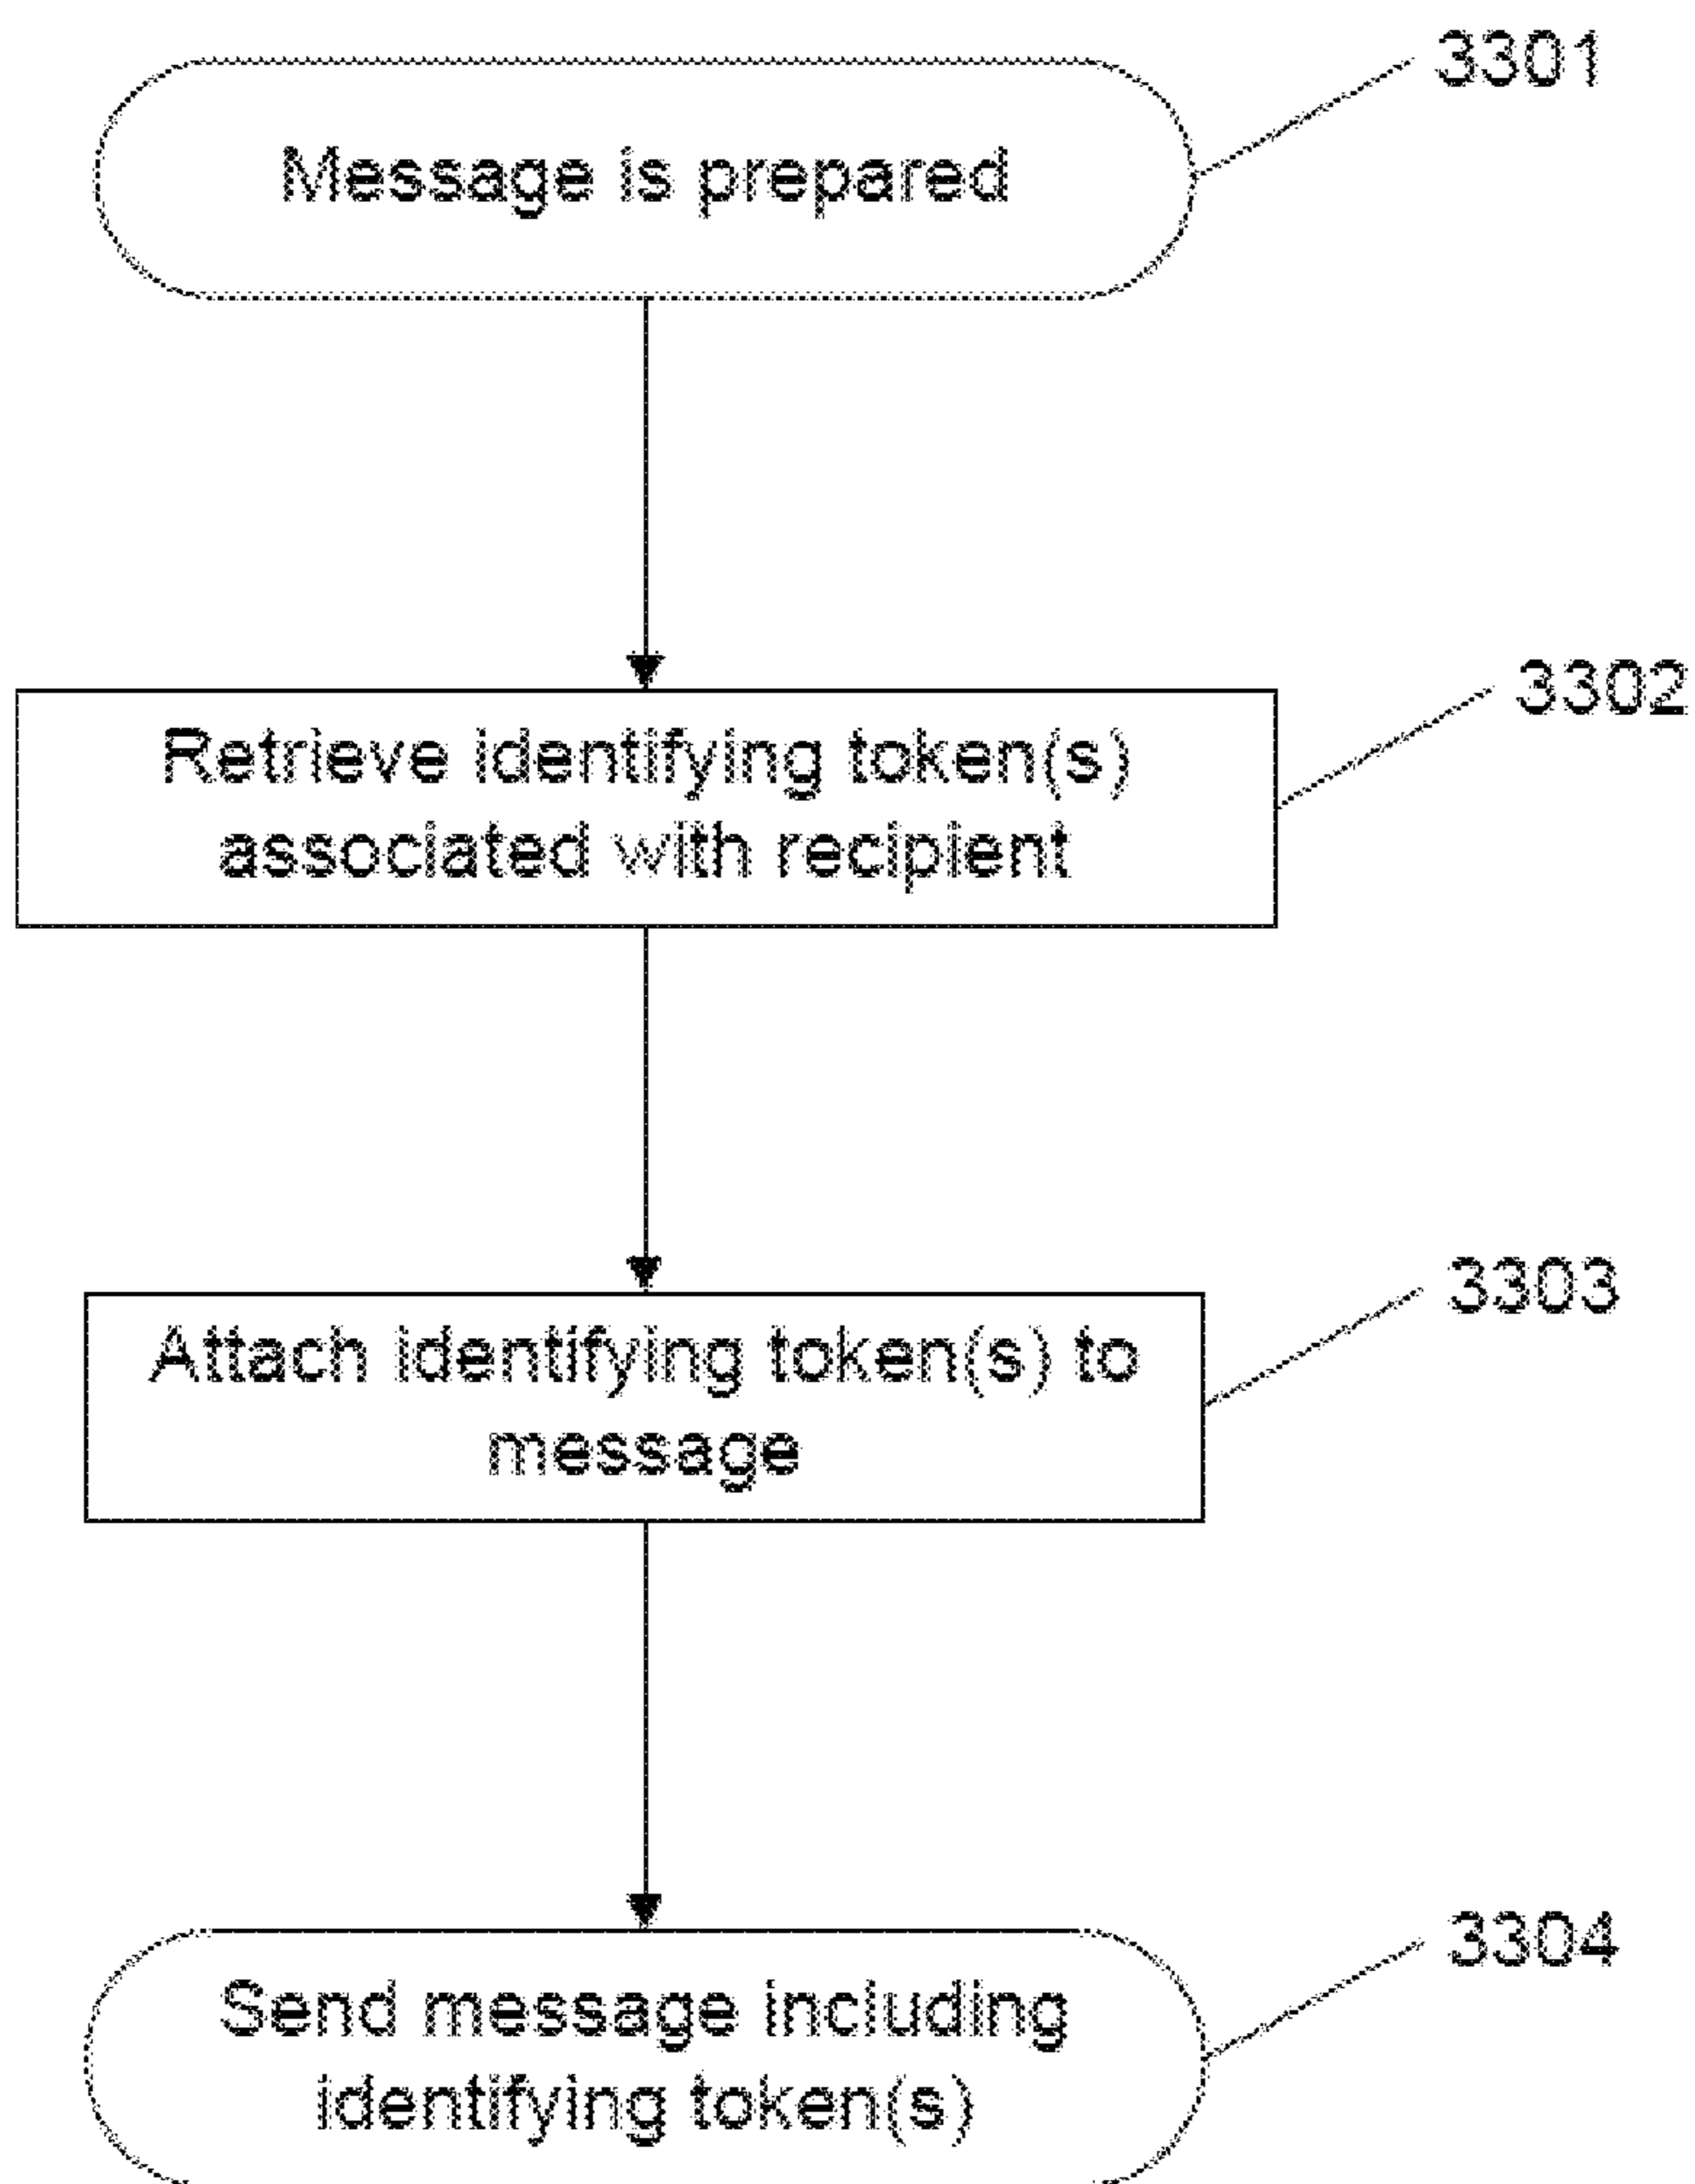 3301
Message is prepared
3302
Retrieve identifying token(s)
associated with recipient
3303
Attach identifying token(s) to
message
3304
Send message including
identifying token(s)